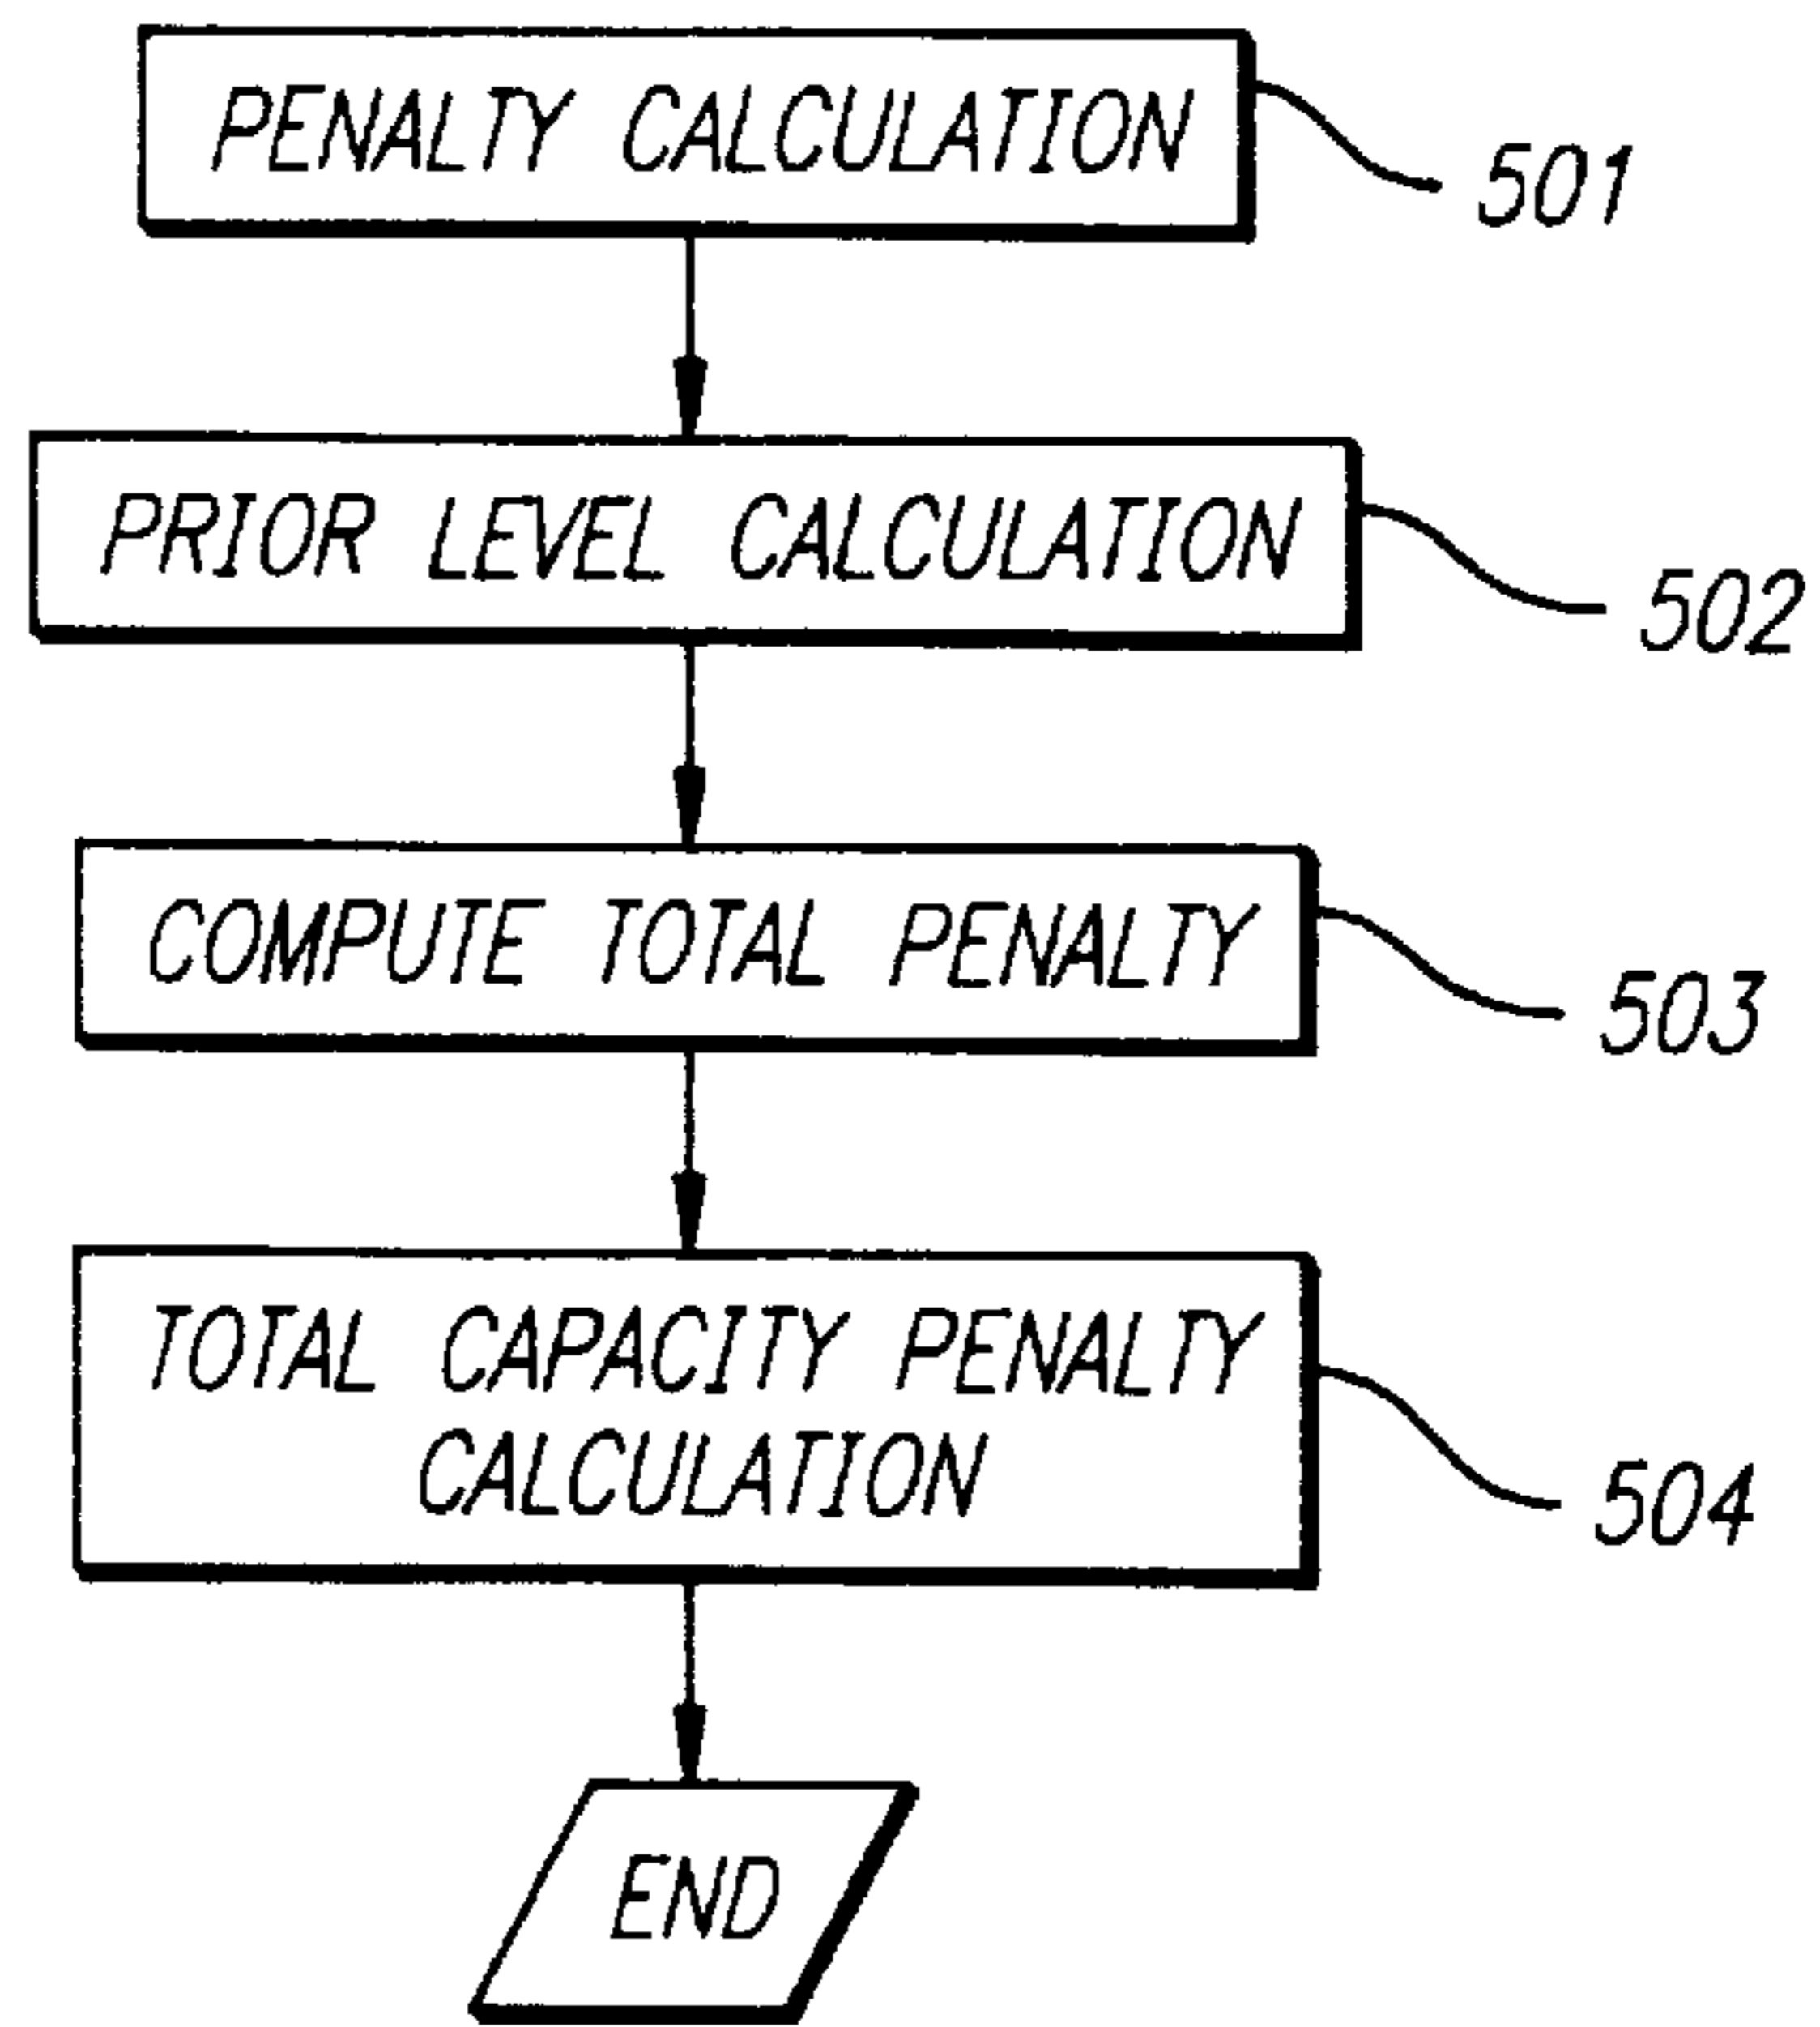 PENALTY CALCULATION
501
PRIOR LEVEL CALCULATION
502
COMPUTE TOTAL PENALTY
503
TOTAL CAPACITY PENALTY
CALCULATION
504
END